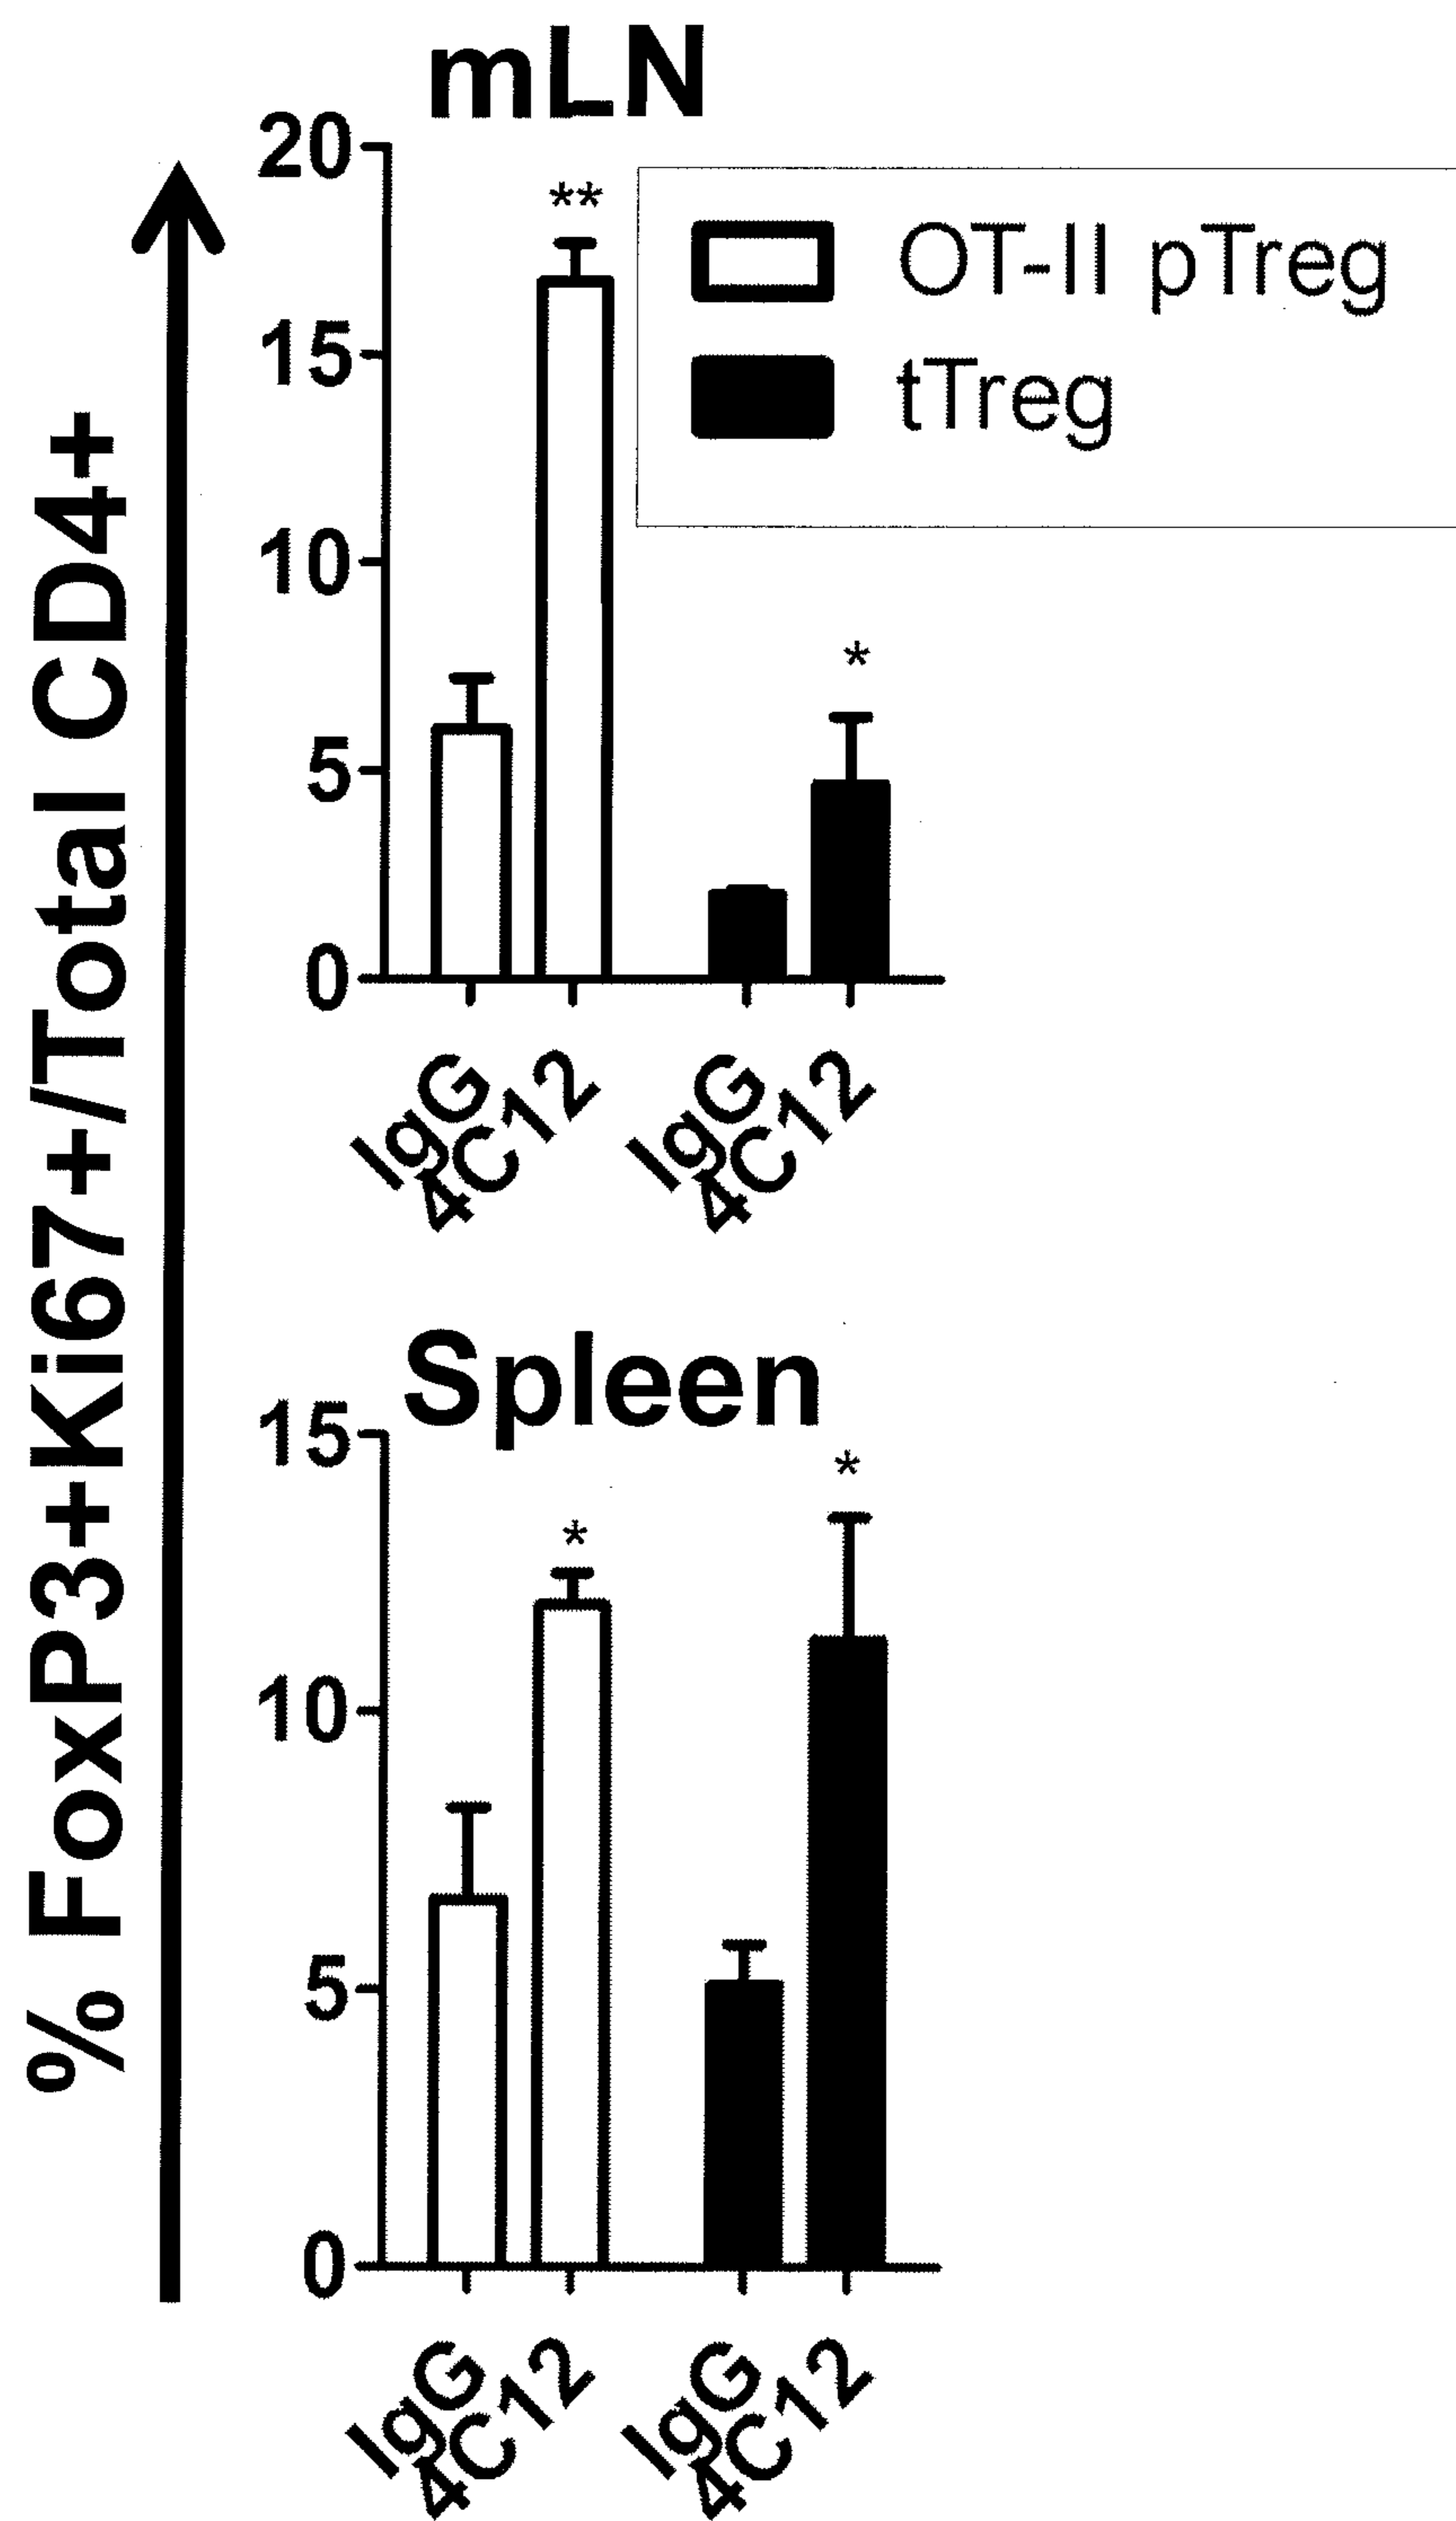 % FoxP3+Ki67+/Total CD4+
mLN
20
15
10
5
0
**
*
OT-II pTreg
tTreg
IgG
4C12
IgG
4C12
Spleen
15
10
5
0
*
*
IgG
4C12
IgG
4C12